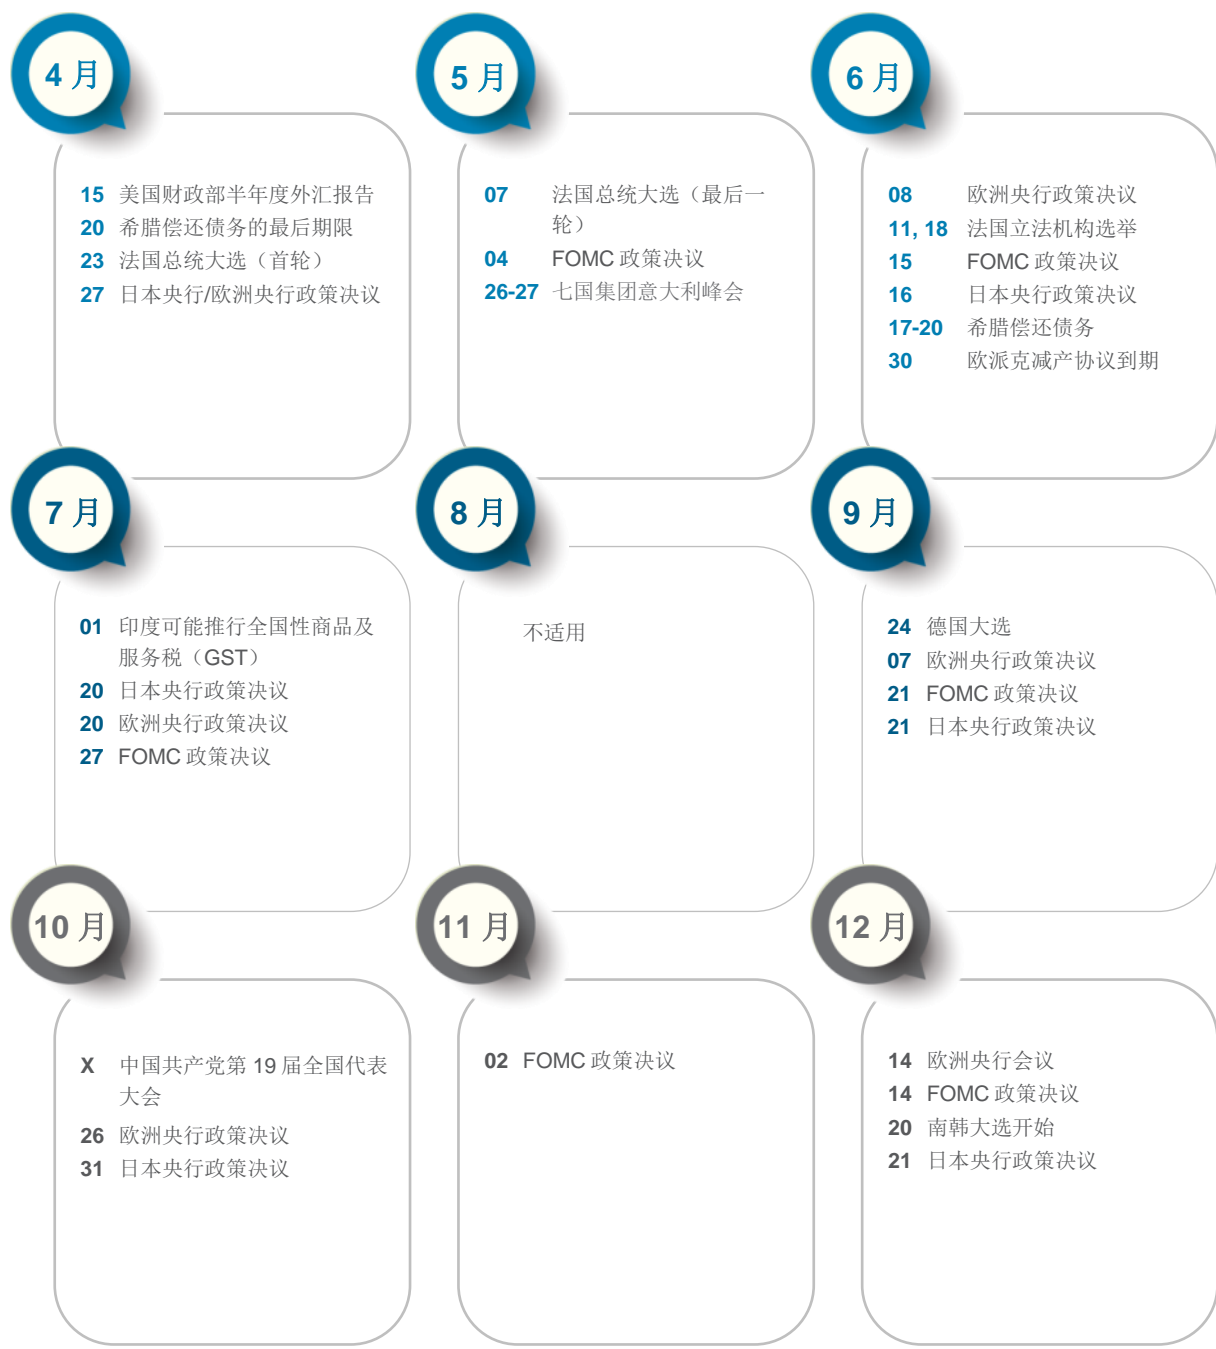 4 月
15 美国财政部半年度外汇报告
20 希腊偿还债务的最后期限
23 法国总统大选（首轮）
27 日本央行/欧洲央行政策决议
5 月
07 法国总统大选（最后一
轮）
04 FOMC 政策决议
26-27 七国集团意大利峰会
6 月
08 欧洲央行政策决议
11, 18 法国立法机构选举
15 FOMC 政策决议
16 日本央行政策决议
17-20 希腊偿还债务
30 欧派克减产协议到期
7 月
01 印度可能推行全国性商品及
服务税（GST）
20 日本央行政策决议
20 欧洲央行政策决议
27 FOMC 政策决议
8 月
不适用
9 月
24 德国大选
07 欧洲央行政策决议
21 FOMC 政策决议
21 日本央行政策决议
10 月
X 中国共产党第 19 届全国代表
大会
26 欧洲央行政策决议
31 日本央行政策决议
11 月
02 FOMC 政策决议
12 月
14 欧洲央行会议
14 FOMC 政策决议
20 南韩大选开始
21 日本央行政策决议